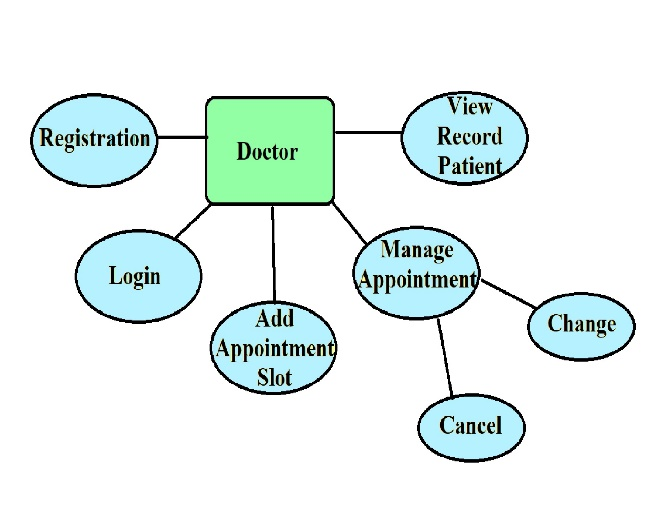 Registration
Doctor
View
Record
Patient
Login
Add
Appointment
Slot
Manage
Appointment
Change
Cancel